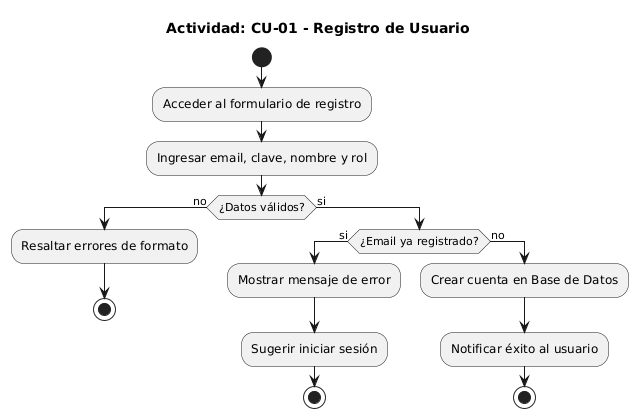 Actividad: CU-01 - Registro de Usuario
Acceder al formulario de registro
Ingresar email, clave, nombre y rol
no
¿Datos válidos?
si
Resaltar errores de formato
si
¿Email ya registrado?
no
Mostrar mensaje de error
Crear cuenta en Base de Datos
Sugerir iniciar sesión
Notificar éxito al usuario